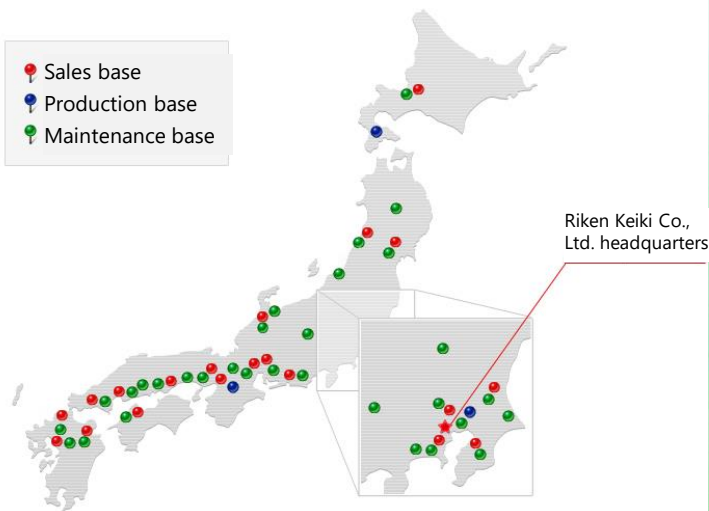 Sales base
Production base
Maintenance base
Riken Keiki Co.,
Ltd. headquarters